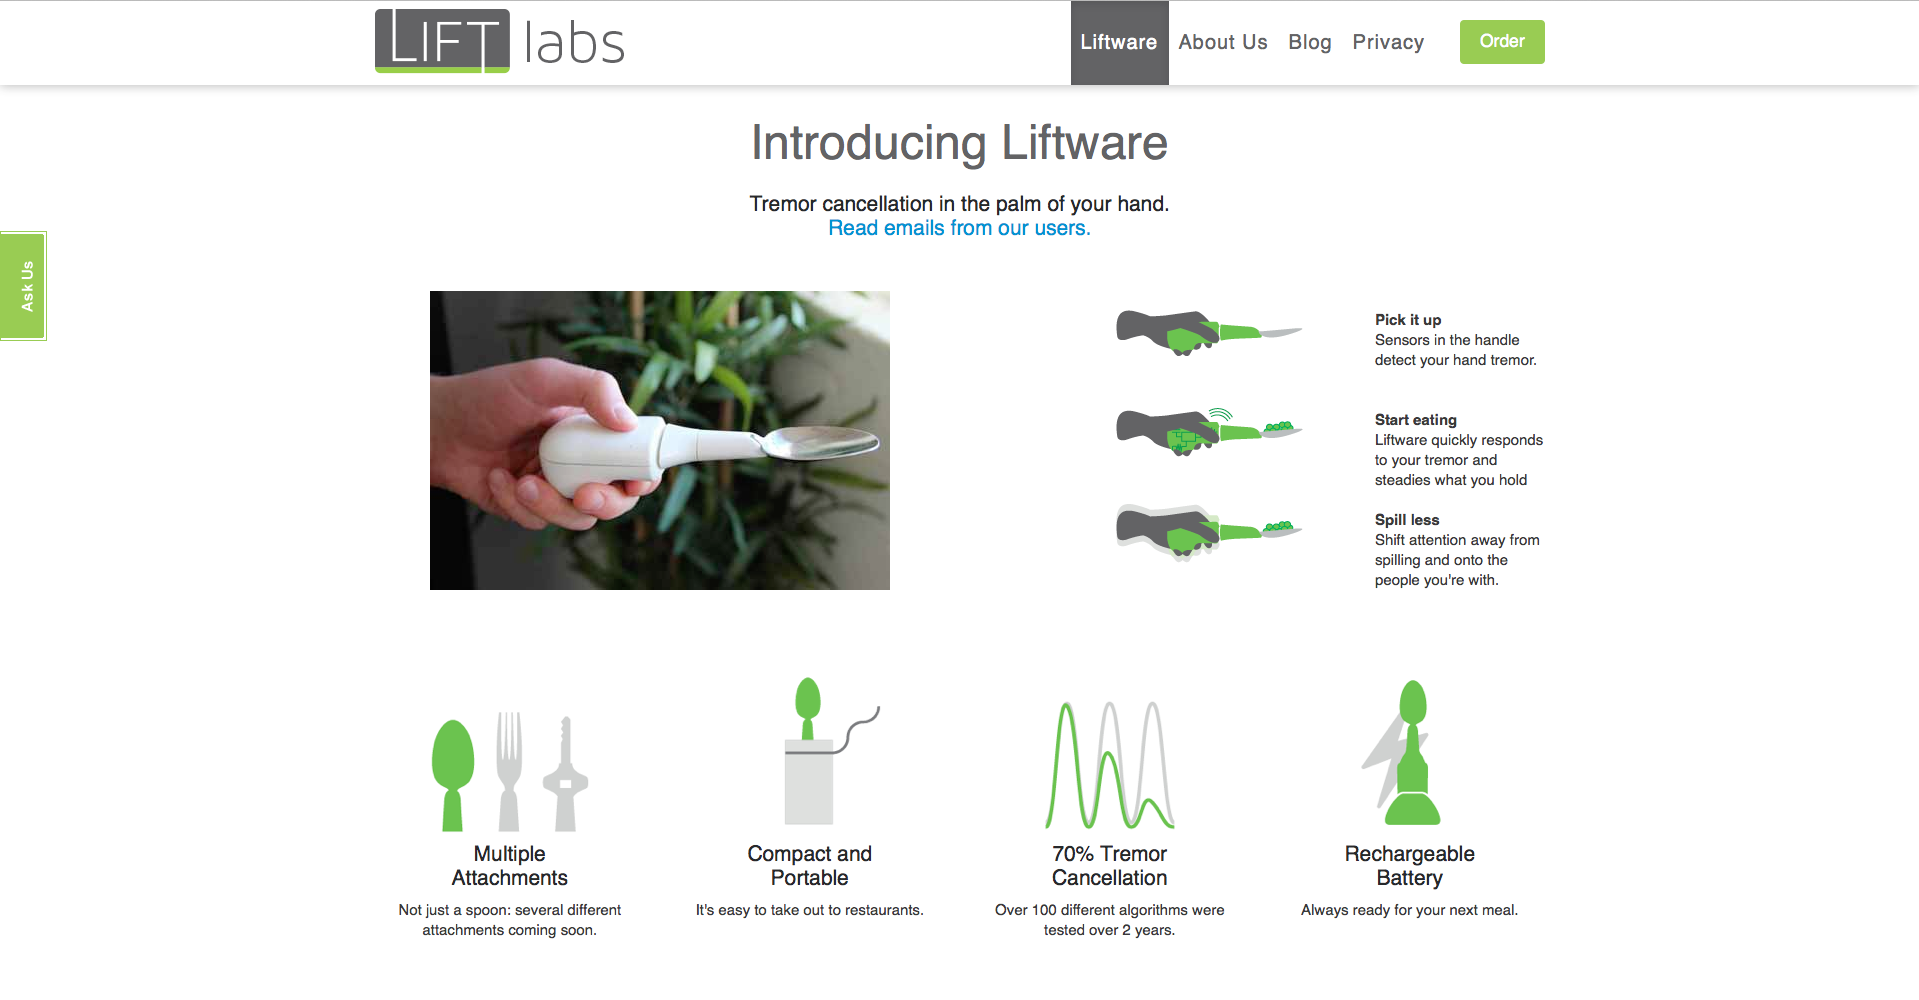 LIFT labs
Liftware
About Us
Blog
Privacy
Order
Introducing Liftware
Tremor cancellation in the palm of your hand.
Read emails from our users.
Ask Us
Pick it up
Sensors in the handle
detect your hand tremor.
Start eating
Liftware quickly responds
to your tremor and
steadies what you hold
Spill less
Shift attention away from
spilling and onto the
people you're with.
Multiple
Attachments
Not just a spoon: several different
attachments coming soon.
Compact and
Portable
It's easy to take out to restaurants.
70% Tremor
Cancellation
Over 100 different algorithms were
tested over 2 years.
Rechargeable
Battery
Always ready for your next meal.